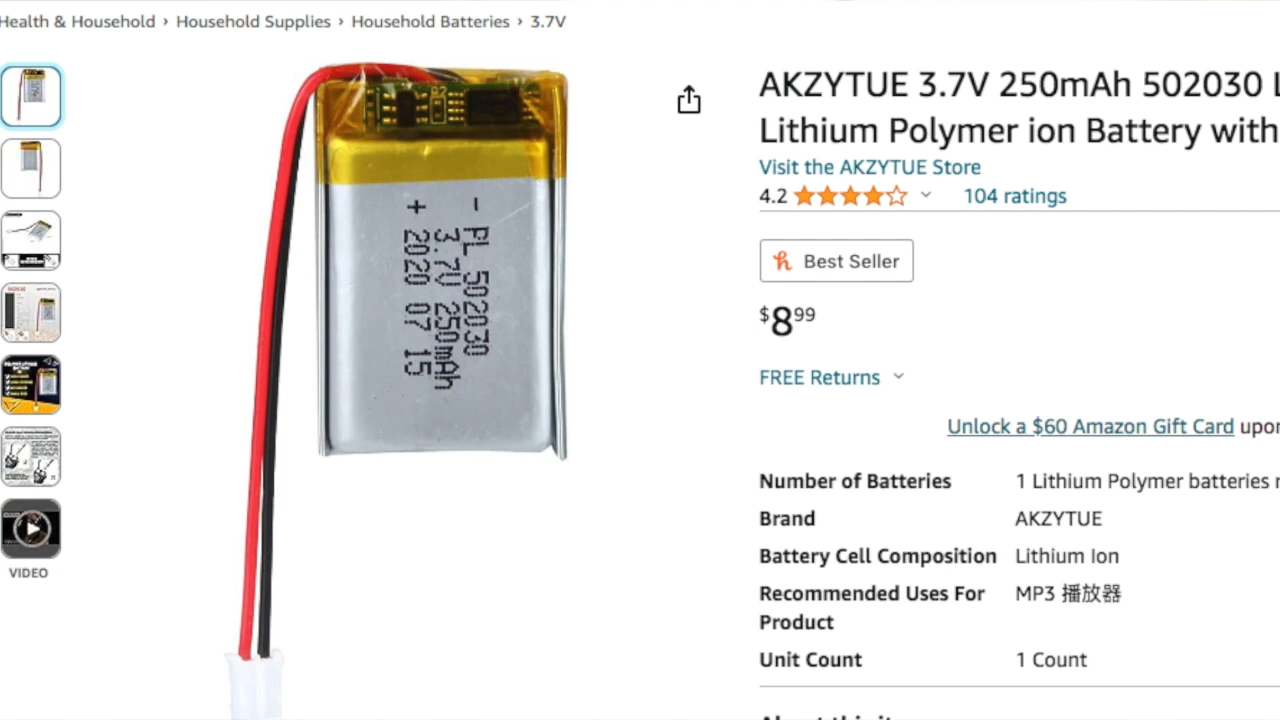 Health & Household › Household Supplies › Household Batteries › 3.7V
AKZYTUE 3.7V 250mAh 502030
Lithium Polymer ion Battery with
Visit the AKZYTUE Store
4.2
104 ratings
Best Seller
$8 99
FREE Returns
Unlock a $60 Amazon Gift Card upon
Number of Batteries 1 Lithium Polymer batteries
Brand AKZYTUE
Battery Cell Composition Lithium Ion
Recommended Uses For MP3 播放器
Product
Unit Count 1 Count
B2
- PL 502030
3.7V 250mAh
+ 2020 07 15
VIDEO